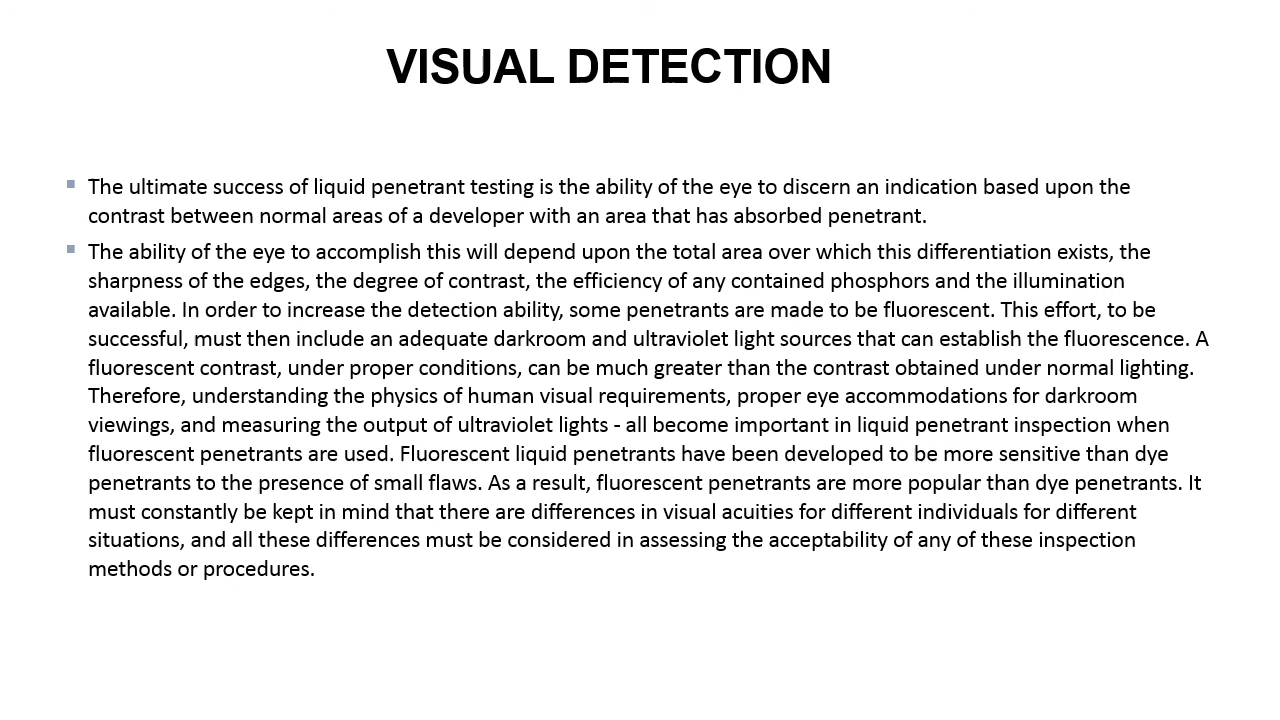 VISUAL DETECTION
The ultimate success of liquid penetrant testing is the ability of the eye to discern an indication based upon the
contrast between normal areas of a developer with an area that has absorbed penetrant.
The ability of the eye to accomplish this will depend upon the total area over which this differentiation exists, the
sharpness of the edges, the degree of contrast, the efficiency of any contained phosphors and the illumination
available. In order to increase the detection ability, some penetrants are made to be fluorescent. This effort, to be
successful, must then include an adequate darkroom and ultraviolet light sources that can establish the fluorescence. A
fluorescent contrast, under proper conditions, can be much greater than the contrast obtained under normal lighting.
Therefore, understanding the physics of human visual requirements, proper eye accommodations for darkroom
viewings, and measuring the output of ultraviolet lights - all become important in liquid penetrant inspection when
fluorescent penetrants are used. Fluorescent liquid penetrants have been developed to be more sensitive than dye
penetrants to the presence of small flaws. As a result, fluorescent penetrants are more popular than dye penetrants. It
must constantly be kept in mind that there are differences in visual acuities for different individuals for different
situations, and all these differences must be considered in assessing the acceptability of any of these inspection
methods or procedures.